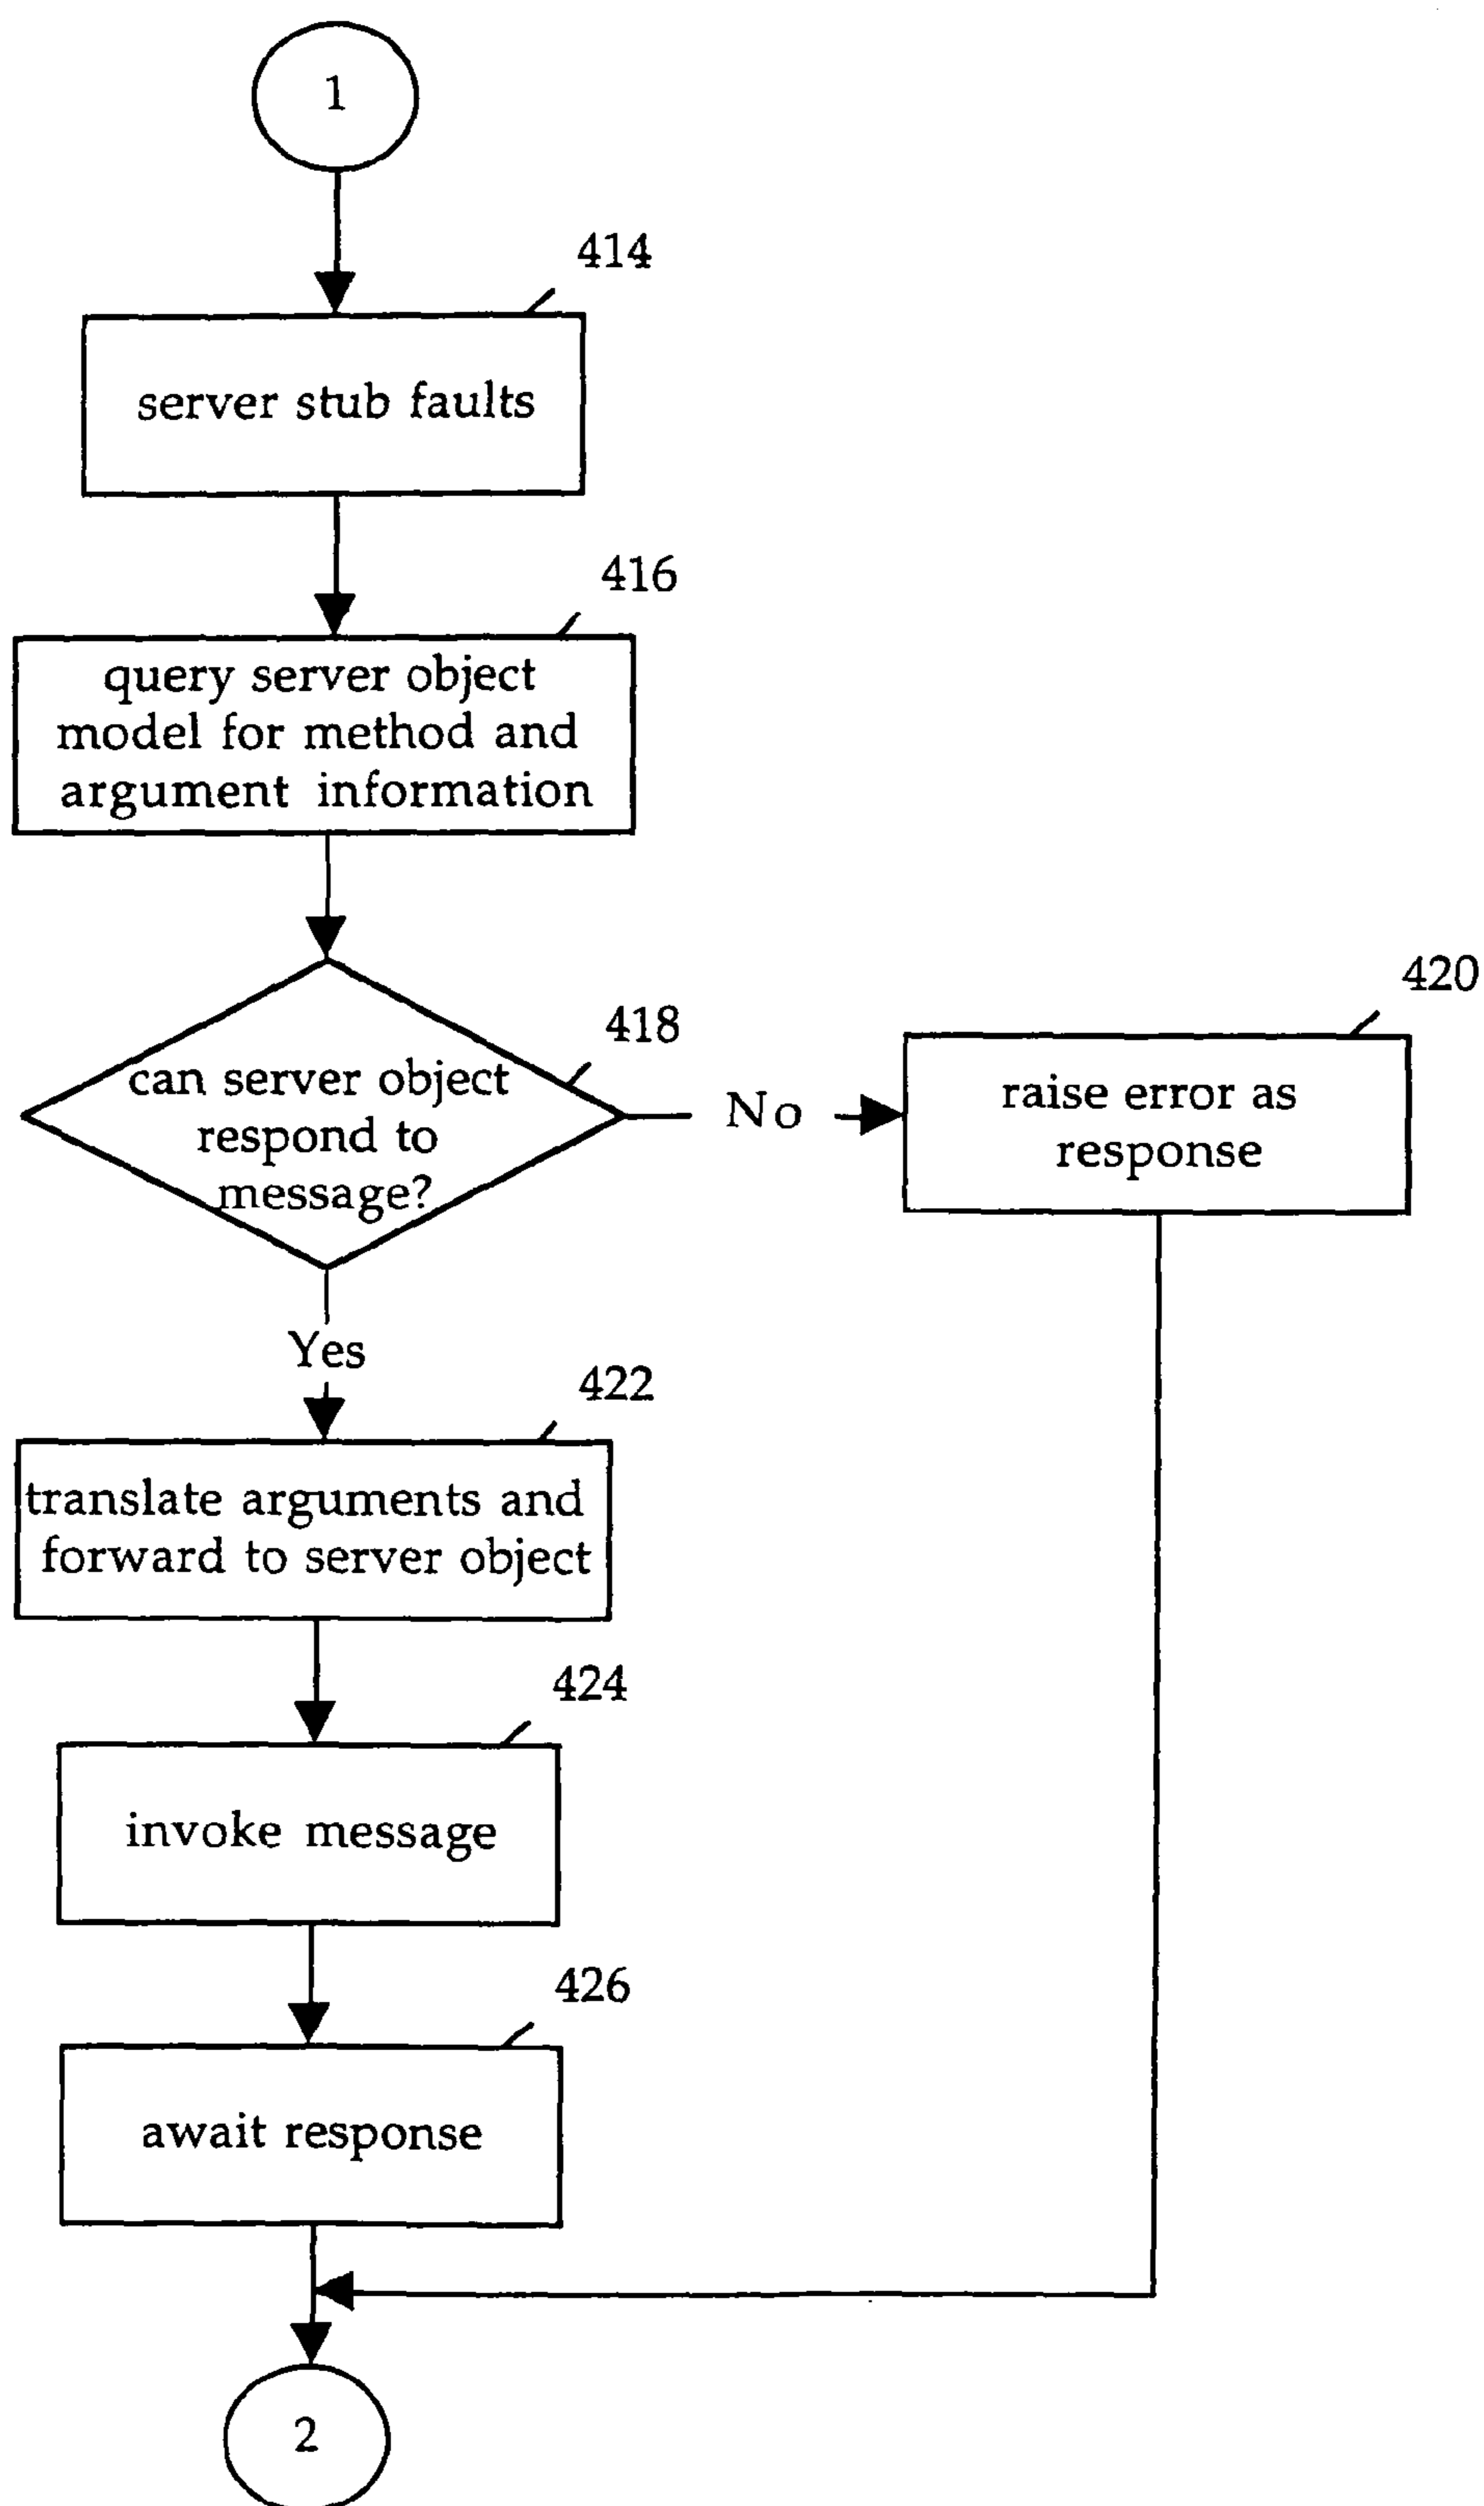 1
414
server stub faults
416
query server object
model for method and
argument information
418
can server object
respond to
message?
No
420
raise error as
response
Yes
422
translate arguments and
forward to server object
424
invoke message
426
await response
2